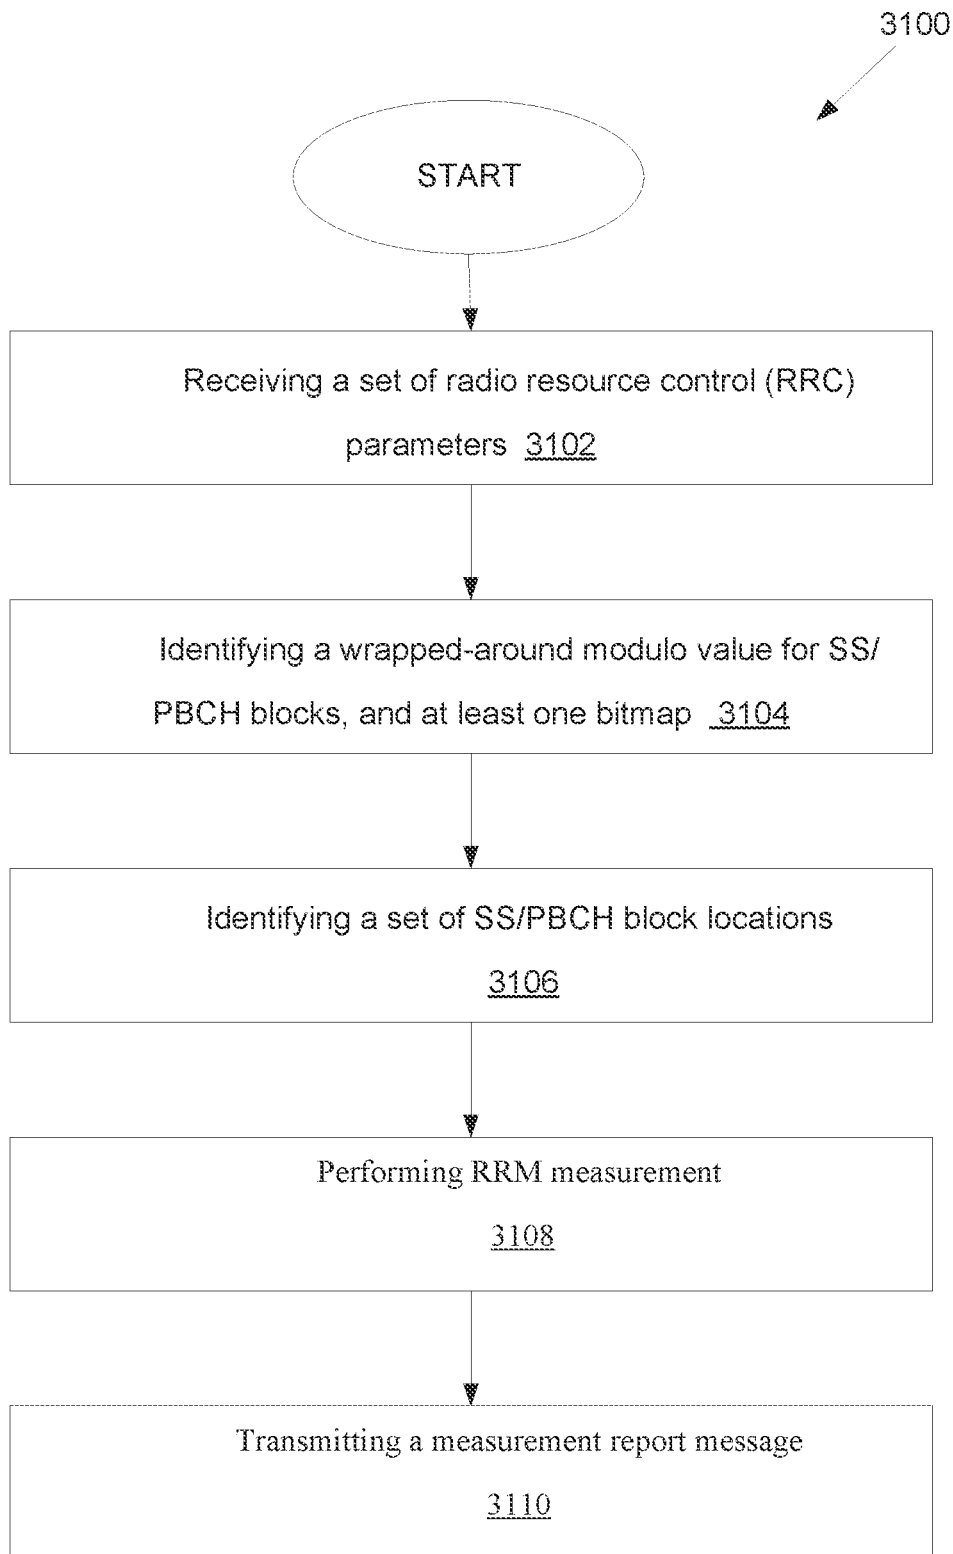 3100
START
Receiving a set of radio resource control (RRC)
parameters 3102
Identifying a wrapped-around modulo value for SS/
PBCH blocks, and at least one bitmap 3104
Identifying a set of SS/PBCH block locations
3106
Performing RRM measurement
3108
Transmitting a measurement report message
3110